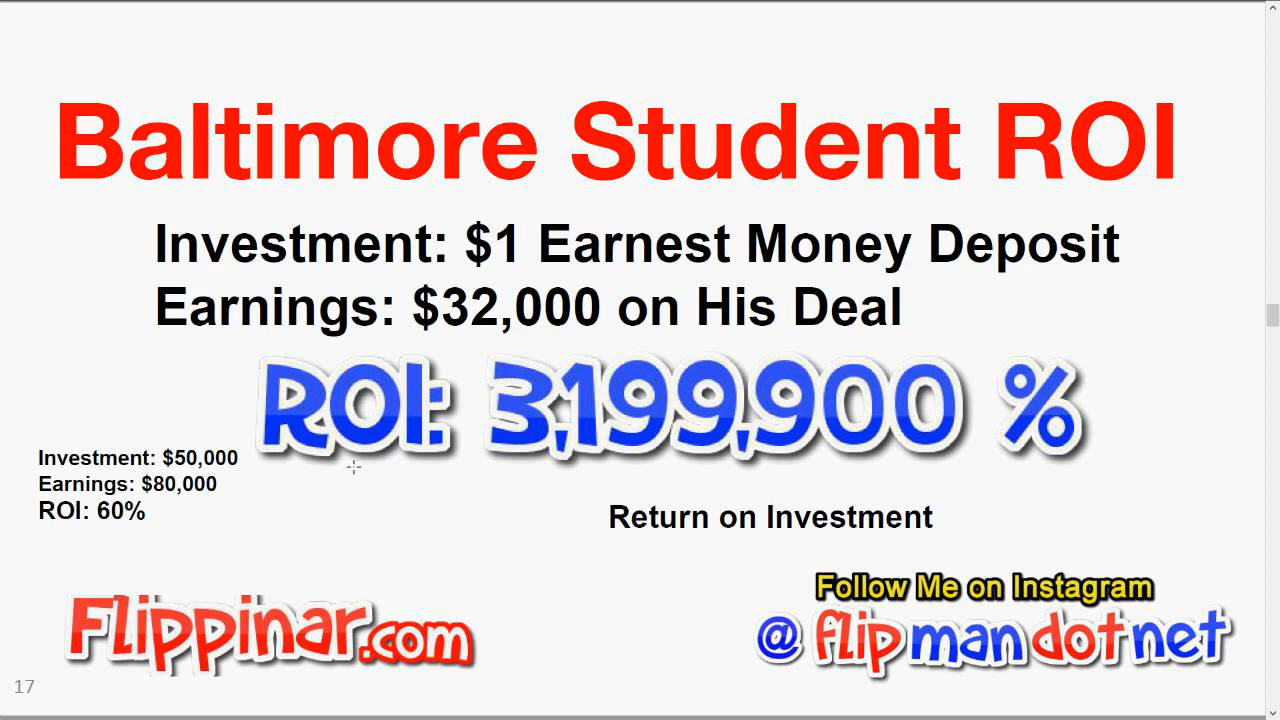 Baltimore Student ROI
Investment: $1 Earnest Money Deposit
Earnings: $32,000 on His Deal
ROI: 3,199,900 %
Investment: $50,000
Earnings: $80,000
ROI: 60%
Return on Investment
Flippinar.com
Follow Me on Instagram
@ flipmandotnet
17